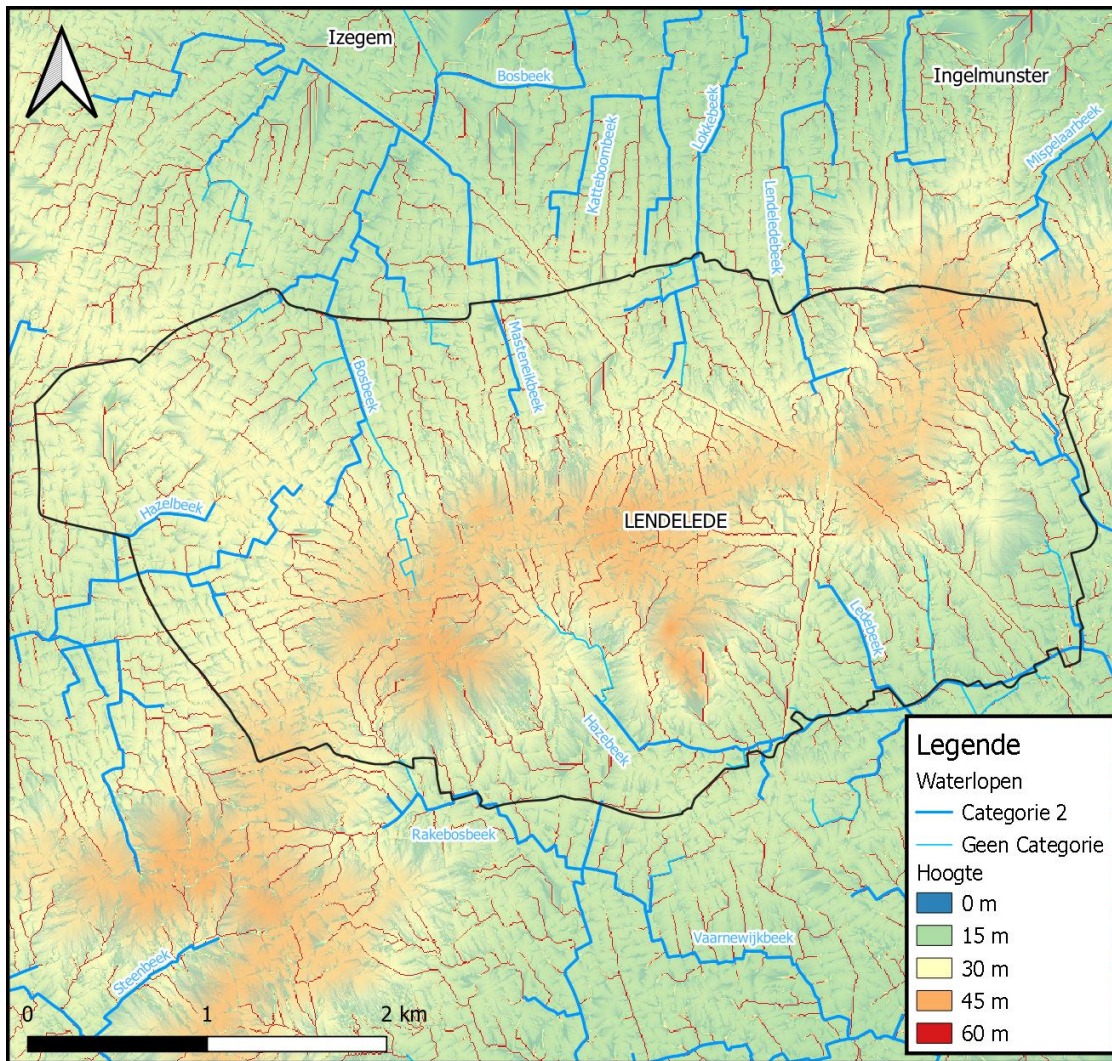 Izegem
Bosbeek
Ingelmunster
Katteboombeek
Lokkebeek
Lendeledebeek
Mispelaarbeek
Bosbeek
Masteneikbeek
Hazelbeek
LENDELEDE
Ledebeek
Hazebeek
Rakebosbeek
Vaarnewijkbeek
Steenbeek
0 1 2 km
Legende
Waterlopen
Categorie 2
Geen Categorie
Hoogte
0 m
15 m
30 m
45 m
60 m